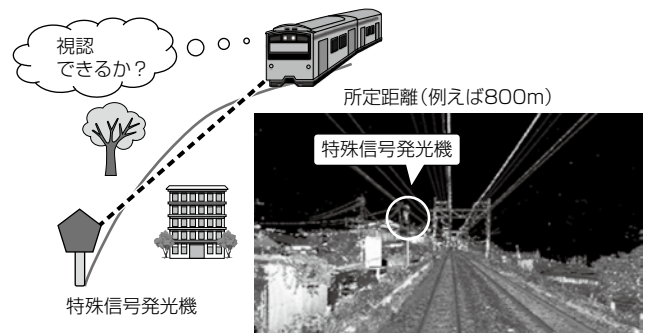 視認
できるか？
所定距離（例えば800m）
特殊信号発光機
特殊信号発光機